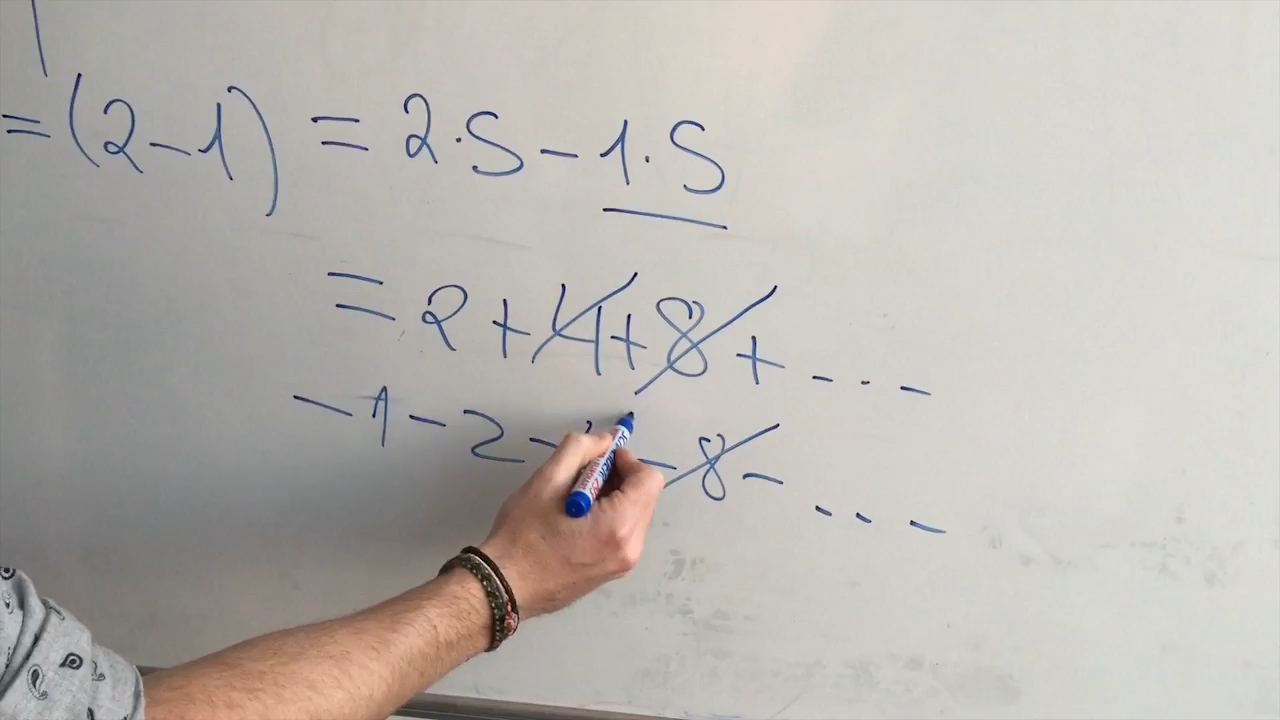 = (2 - 1) = 2 · S - 1 · S
= 2 + 4 + 8 + ...
- 1 - 2 - - 8 - ...